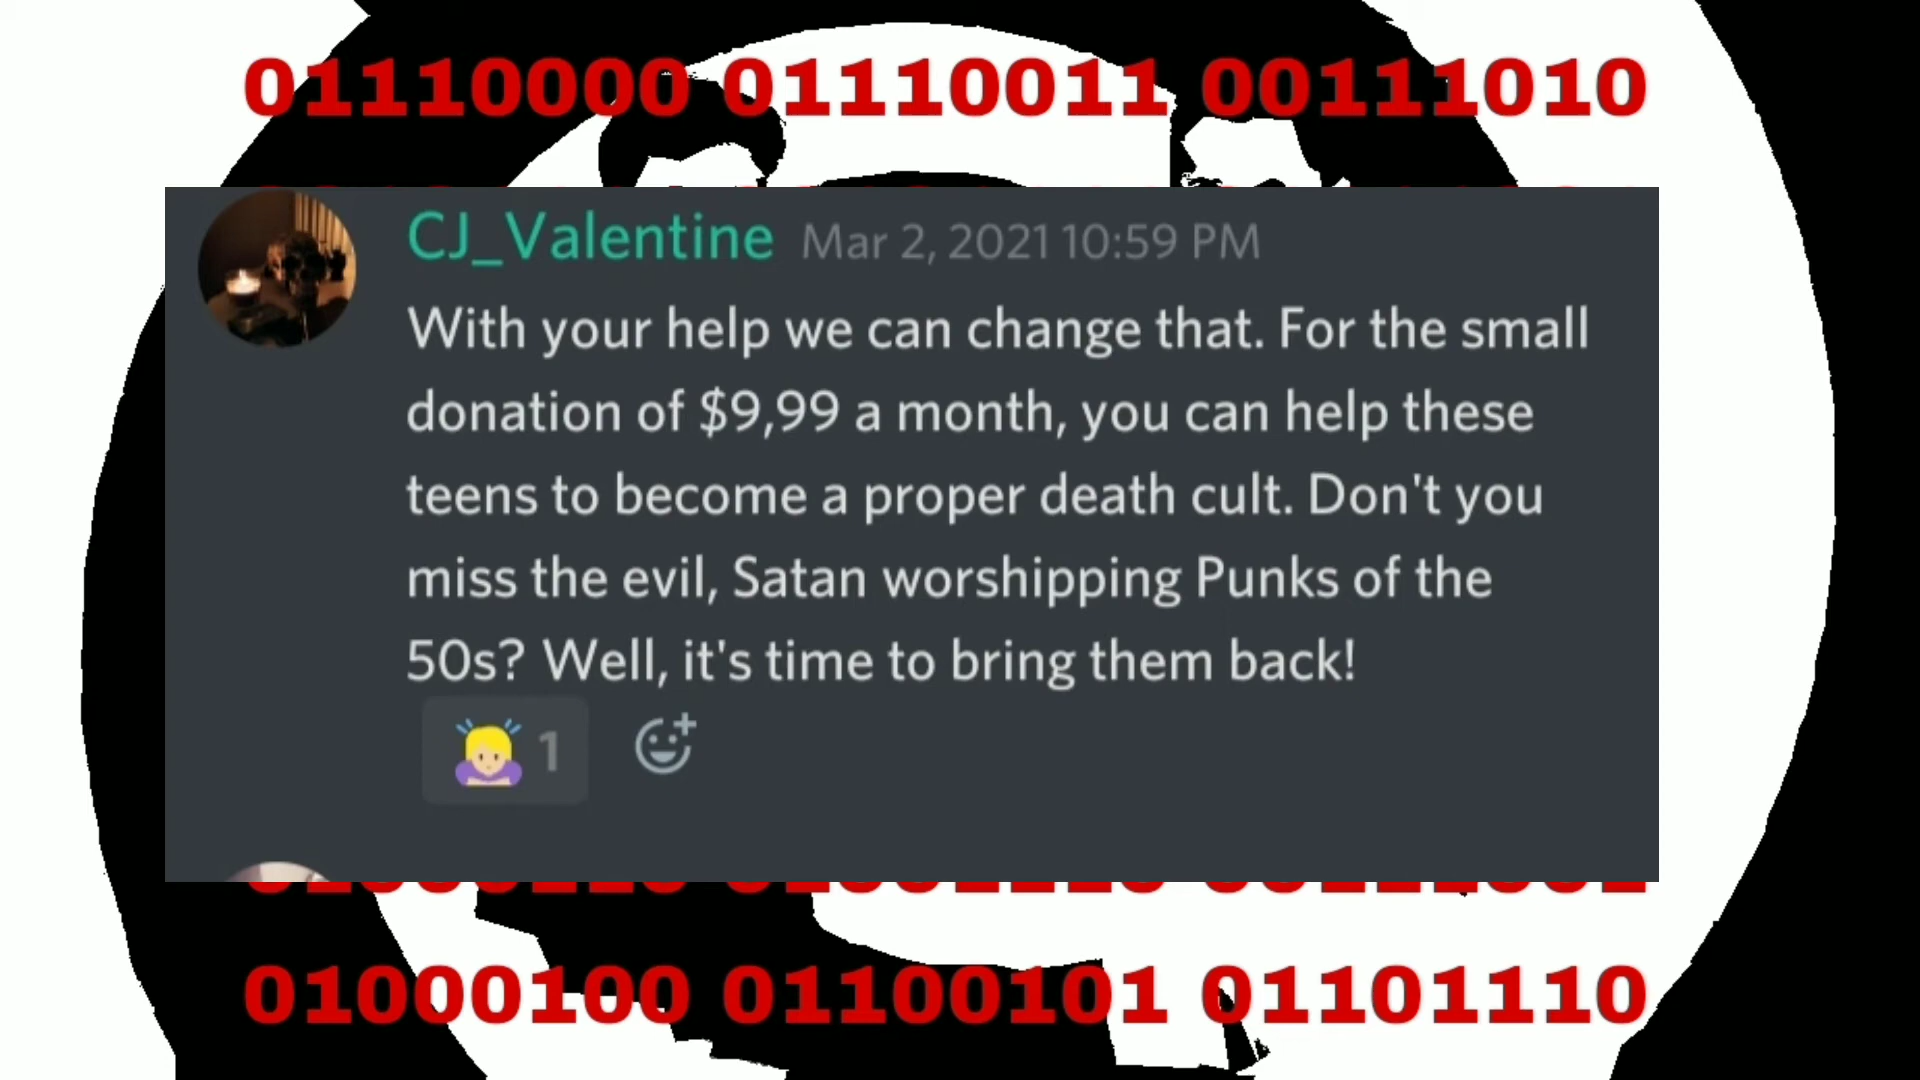 01110000 01110011 00111010
CJ_Valentine Mar 2, 2021 10:59 PM
With your help we can change that. For the small
donation of $9,99 a month, you can help these
teens to become a proper death cult. Don't you
miss the evil, Satan worshipping Punks of the
50s? Well, it's time to bring them back!
1
01000100 01100101 01101110